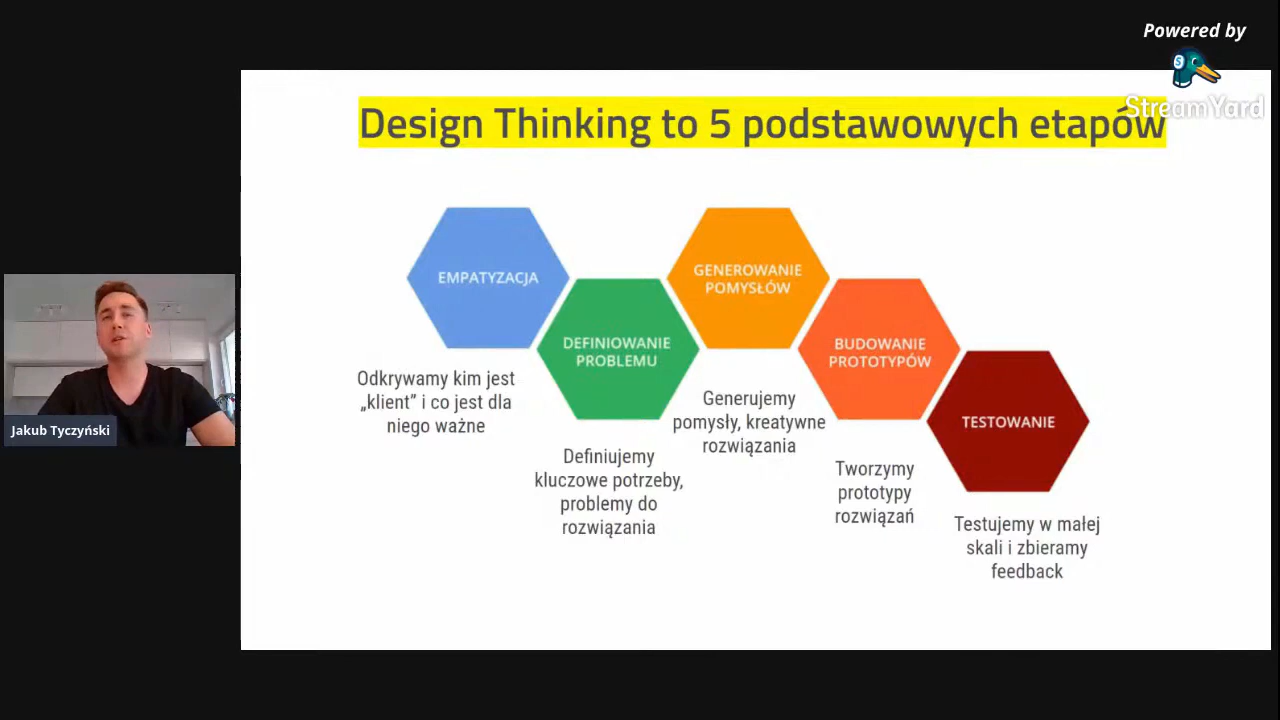 Powered by
StreamYard
Design Thinking to 5 podstawowych etapów
EMPATYZACJA
Odkrywamy kim jest
„klient” i co jest dla
niego ważne
DEFINIOWANIE
PROBLEMU
Definiujemy
kluczowe potrzeby,
problemy do
rozwiązania
GENEROWANIE
POMYSŁÓW
Generujemy
pomysły, kreatywne
rozwiązania
BUDOWANIE
PROTOTYPÓW
Tworzymy
prototypy
rozwiązań
TESTOWANIE
Testujemy w małej
skali i zbieramy
feedback
Jakub Tyczyński